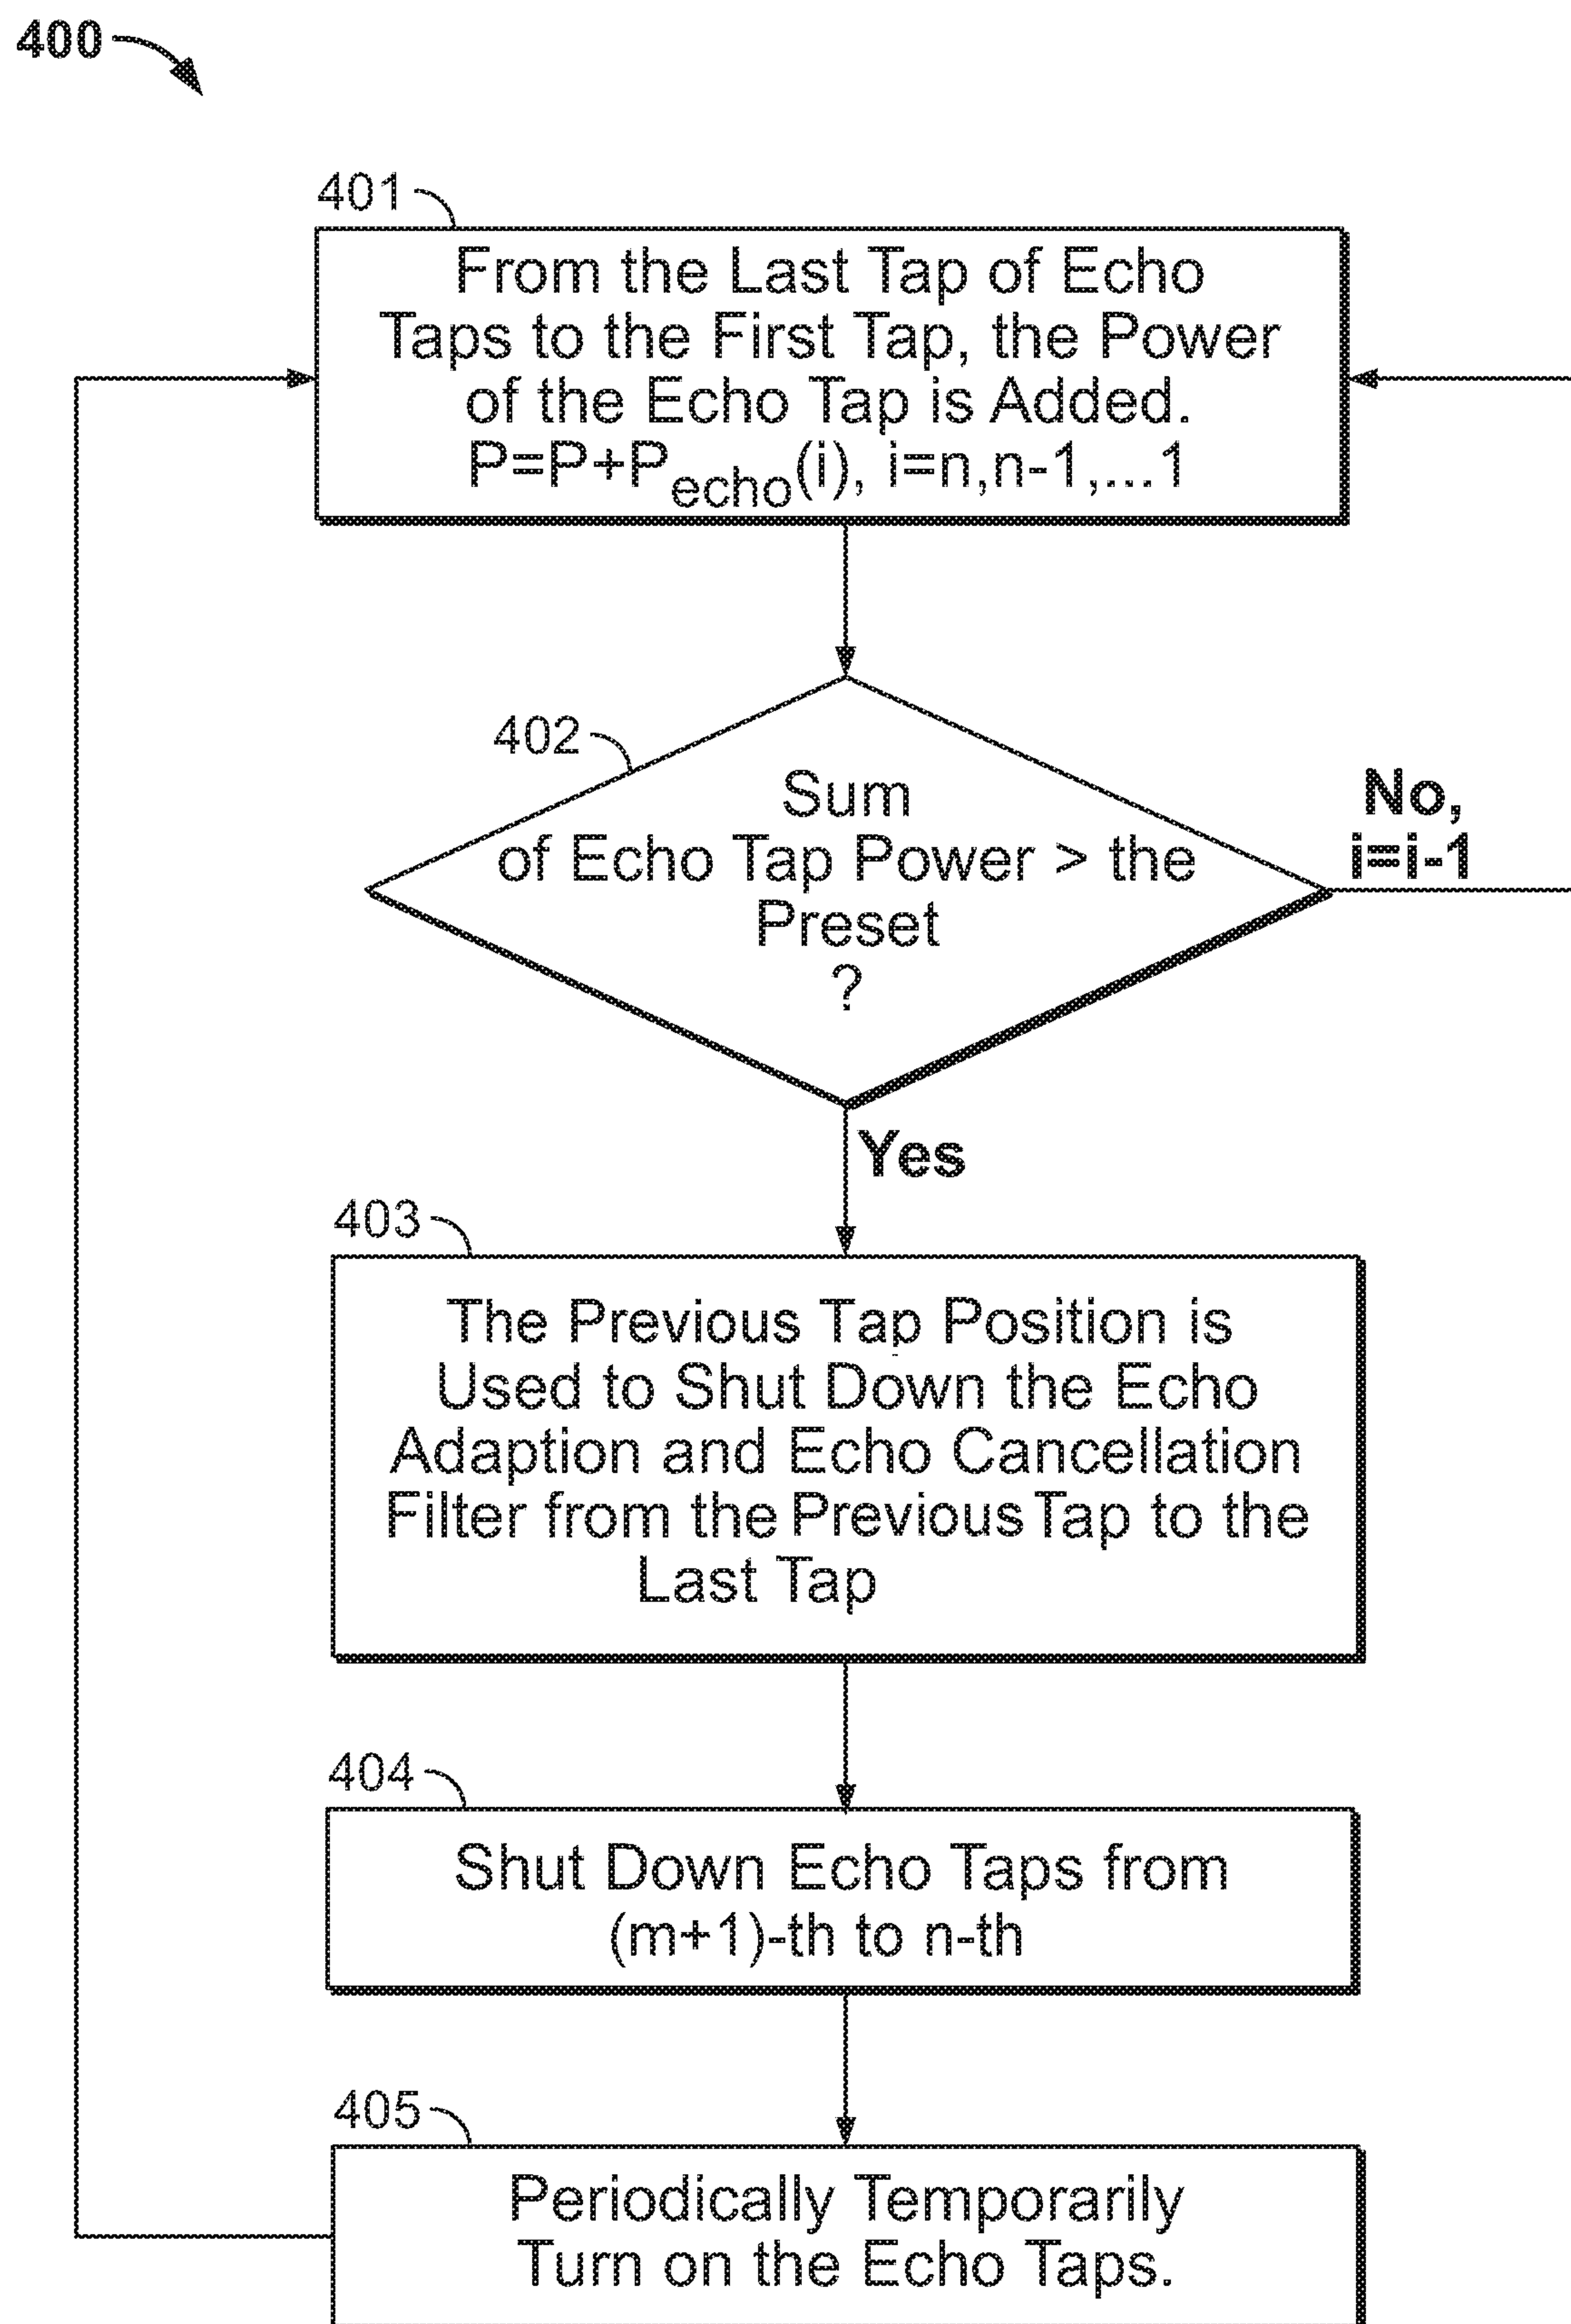 400
401
From the Last Tap of Echo
Taps to the First Tap, the Power
of the Echo Tap is Added.
P=P+Pecho(i), i=n,n-1,...1
402
Sum
of Echo Tap Power > the
Preset
?
No,
i=i-1
Yes
403
The Previous Tap Position is
Used to Shut Down the Echo
Adaption and Echo Cancellation
Filter from the Previous Tap to the
Last Tap
404
Shut Down Echo Taps from
(m+1)-th to n-th
405
Periodically Temporarily
Turn on the Echo Taps.